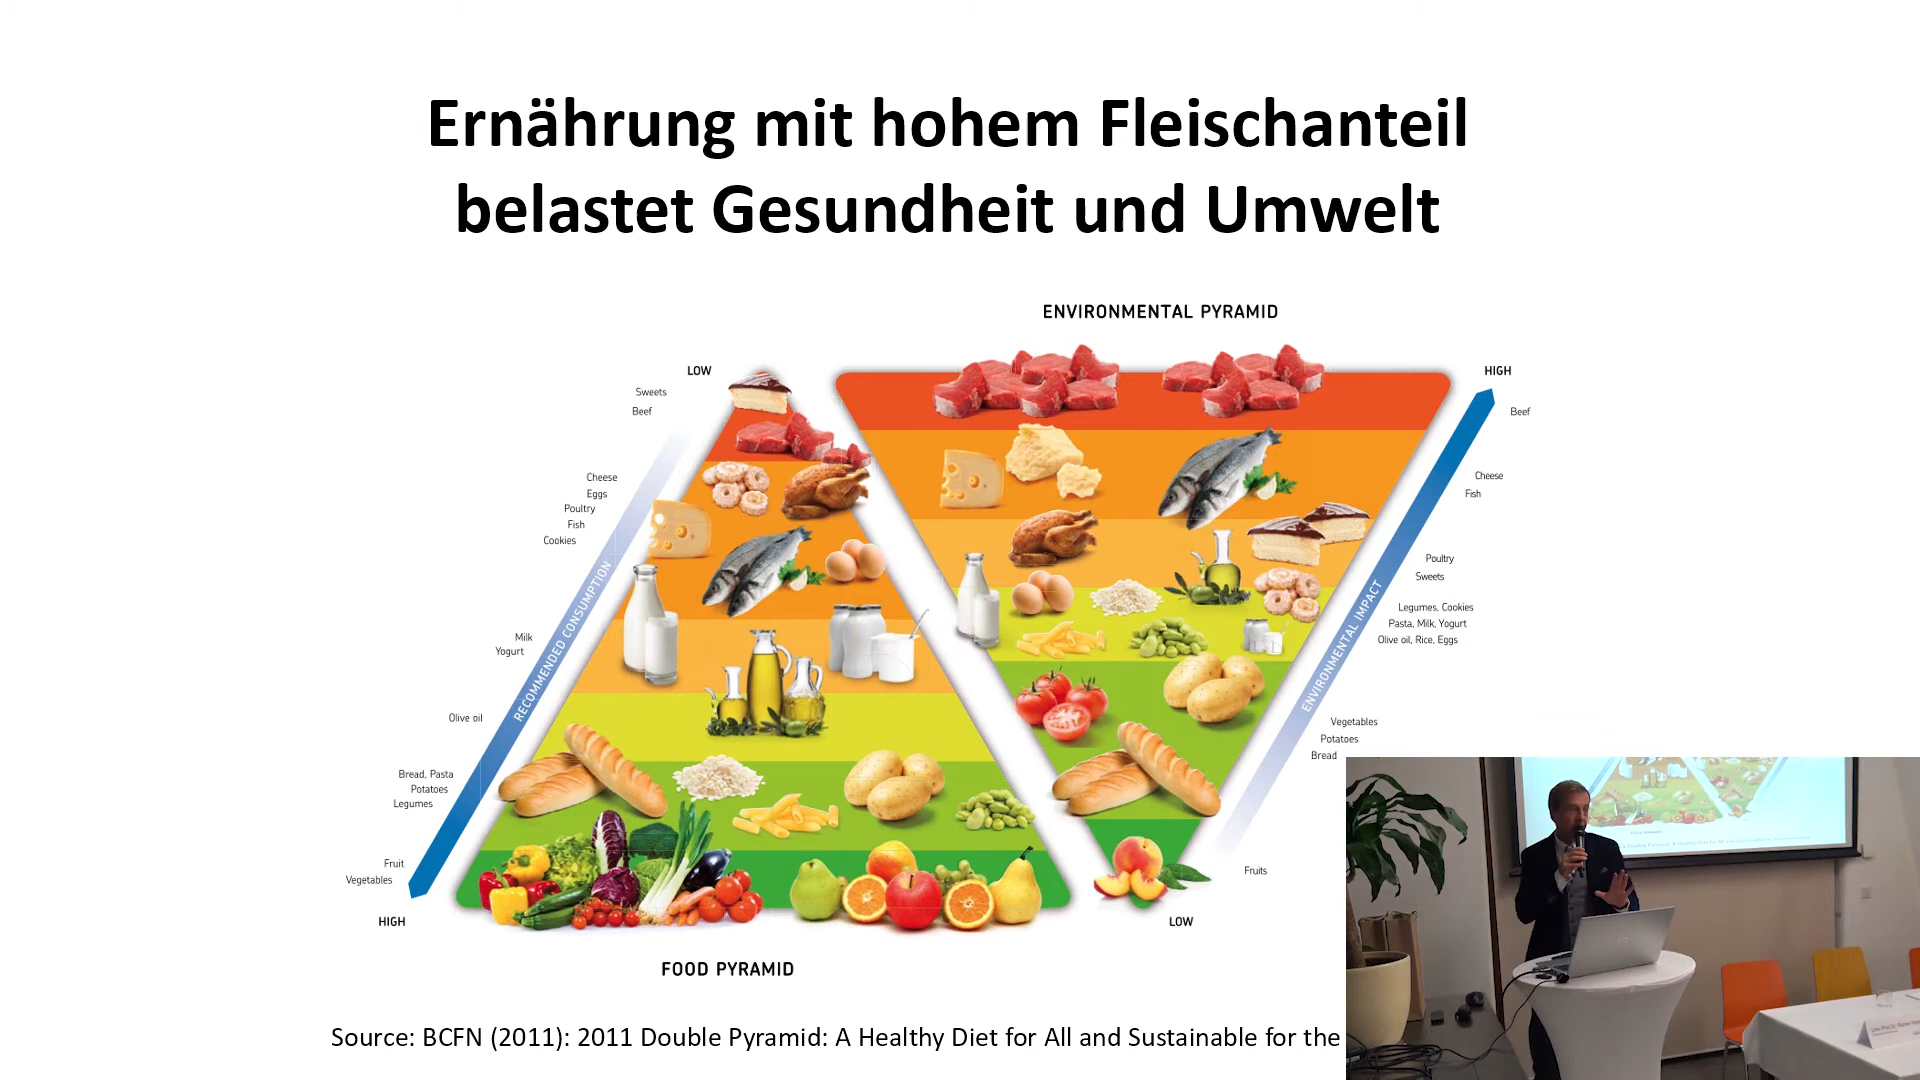 Ernährung mit hohem Fleischanteil
belastet Gesundheit und Umwelt
ENVIRONMENTAL PYRAMID
LOW
Sweets
Beef
Cheese
Eggs
Poultry
Fish
Cookies
RECOMMENDED CONSUMPTION
Milk
Yogurt
Olive oil
Bread, Pasta
Potatoes
Legumes
Fruit
Vegetables
HIGH
FOOD PYRAMID
HIGH
Beef
Cheese
Fish
Poultry
Sweets
ENVIRONMENTAL IMPACT
Legumes, Cookies
Pasta, Milk, Yogurt
Olive oil, Rice, Eggs
Vegetables
Potatoes
Bread
Fruits
LOW
Source: BCFN (2011): 2011 Double Pyramid: A Healthy Diet for All and Sustainable for the